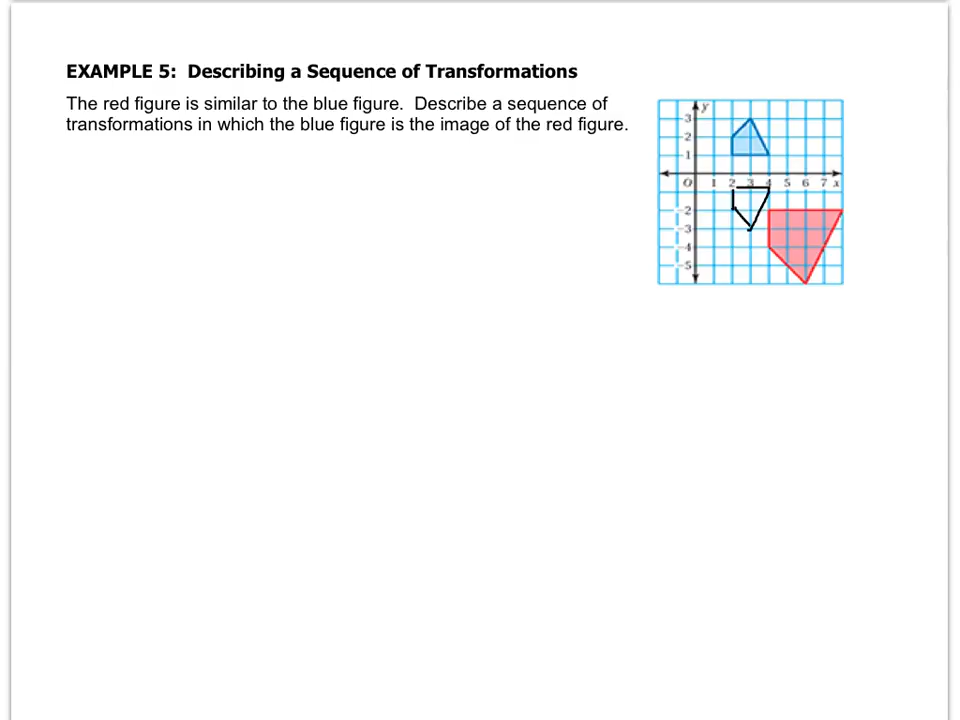 EXAMPLE 5:  Describing a Sequence of Transformations
The red figure is similar to the blue figure.  Describe a sequence of
transformations in which the blue figure is the image of the red figure.
y
3
2
1
O 1 2 3 4 5 6 7 x
-2
-3
-4
-5